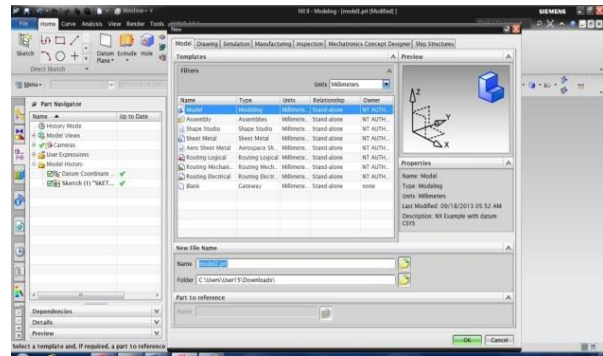 Window
NX 9 - Modeling - [model1.prt (Modified) ]
SIEMENS
File Home Curve Analysis View Render Tools
New
Sketch
Datum Plane
Extrude
Hole
Direct Sketch
Menu
Part Navigator
Name
Up to Date
History Mode
Model Views
Cameras
User Expressions
Model History
Datum Coordinate ...
Sketch (1) "SKET...
Dependencies
Details
Preview
Select a template and, if required, a part to reference
Model Drawing Simulation Manufacturing Inspection Mechatronics Concept Designer Ship Structures
Templates
Filters
Units Millimeters
Name Type Units Relationship Owner
Model Modeling Millimete... Stand-alone NT AUTH...
Assembly Assemblies Millimete... Stand-alone NT AUTH...
Shape Studio Shape Studio Millimete... Stand-alone NT AUTH...
Sheet Metal Sheet Metal Millimete... Stand-alone NT AUTH...
Aero Sheet Metal Aerospace Sh... Millimete... Stand-alone NT AUTH...
Routing Logical Routing Logical Millimete... Stand-alone NT AUTH...
Routing Mechan... Routing Mech... Millimete... Stand-alone NT AUTH...
Routing Electrical Routing Electr... Millimete... Stand-alone NT AUTH...
Blank Gateway Millimete... Stand-alone none
Preview
Z
Y
X
Properties
Name: Model
Type: Modeling
Units: Millimeters
Last Modified: 09/18/2013 05:52 AM
Description: NX Example with datum
CSYS
New File Name
Name
Folder C:\Users\User15\Downloads\
Part to reference
Name
OK
Cancel